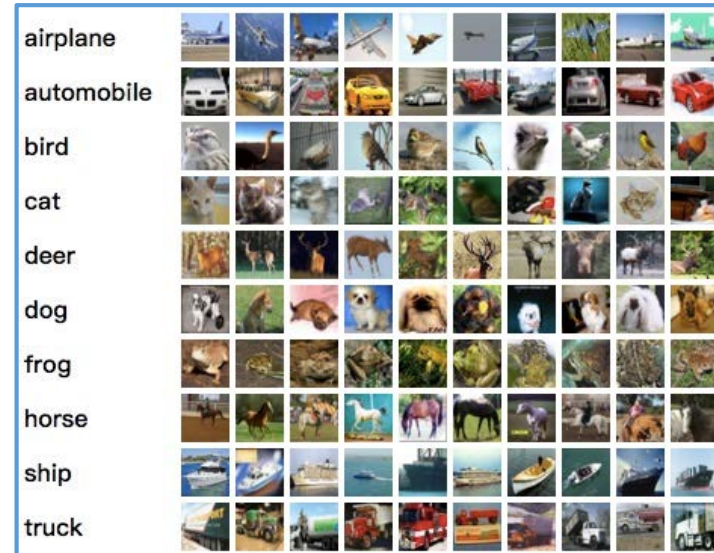 airplane
automobile
bird
cat
deer
dog
frog
horse
ship
truck